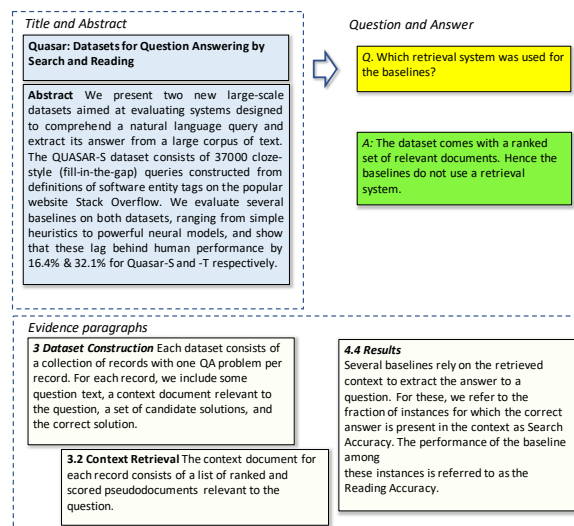 Title and Abstract
Quasar: Datasets for Question Answering by
Search and Reading
Abstract We present two new large-scale
datasets aimed at evaluating systems designed
to comprehend a natural language query and
extract its answer from a large corpus of text.
The QUASAR-S dataset consists of 37000 cloze-
style (fill-in-the-gap) queries constructed from
definitions of software entity tags on the popular
website Stack Overflow. We evaluate several
baselines on both datasets, ranging from simple
heuristics to powerful neural models, and show
that these lag behind human performance by
16.4% & 32.1% for Quasar-S and -T respectively.
Question and Answer
Q. Which retrieval system was used for
the baselines?
A: The dataset comes with a ranked
set of relevant documents. Hence the
baselines do not use a retrieval
system.
Evidence paragraphs
3 Dataset Construction Each dataset consists of
a collection of records with one QA problem per
record. For each record, we include some
question text, a context document relevant to
the question, a set of candidate solutions, and
the correct solution.
3.2 Context Retrieval The context document for
each record consists of a list of ranked and
scored pseudodocuments relevant to the
question.
4.4 Results
Several baselines rely on the retrieved
context to extract the answer to a
question. For these, we refer to the
fraction of instances for which the correct
answer is present in the context as Search
Accuracy. The performance of the baseline
among
these instances is referred to as the
Reading Accuracy.